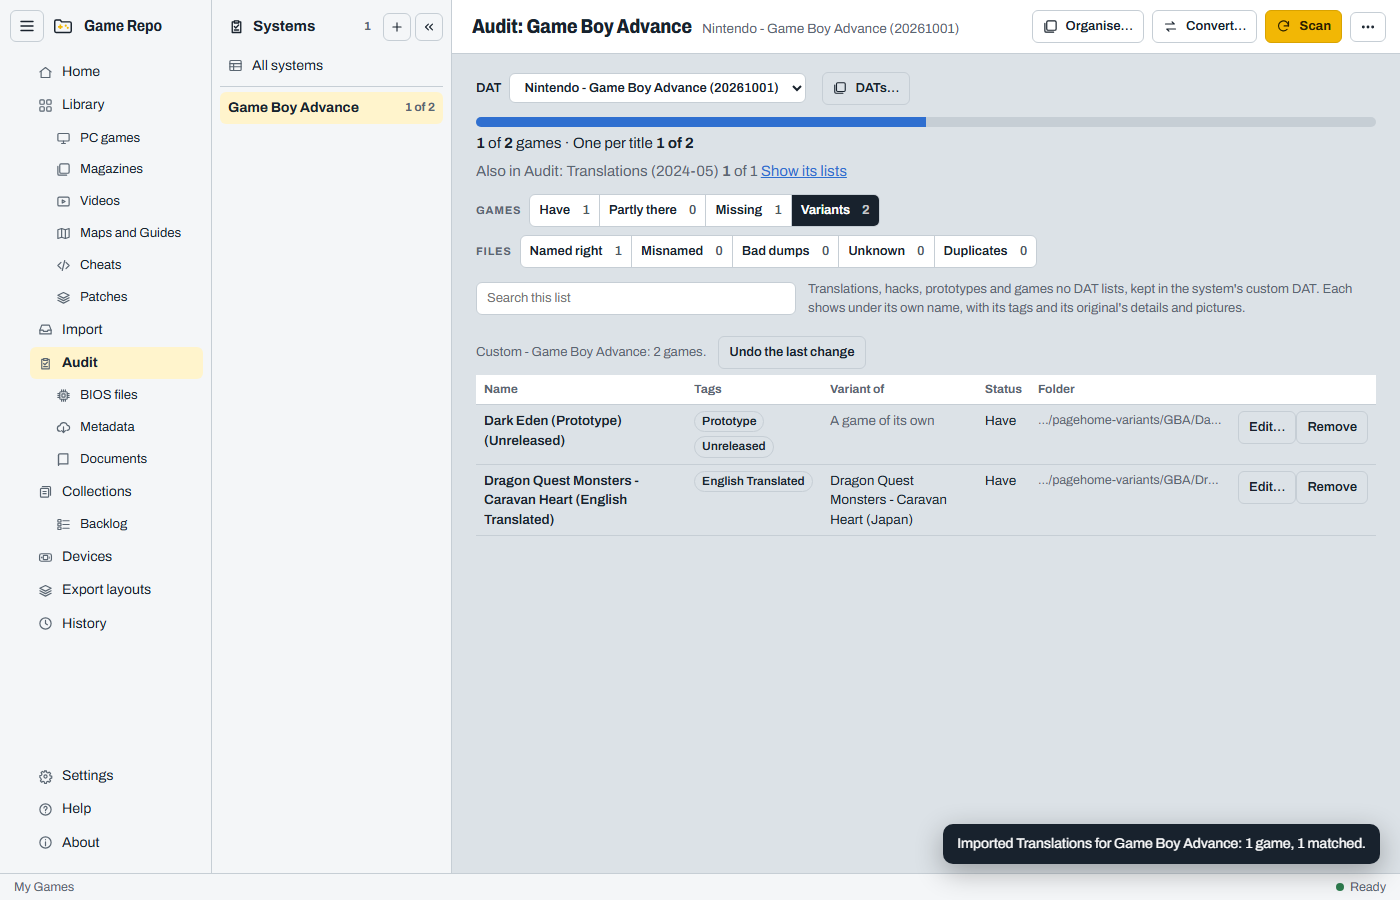 Game Repo
Home
Library
PC games
Magazines
Videos
Maps and Guides
Cheats
Patches
Import
Audit
BIOS files
Metadata
Documents
Collections
Backlog
Devices
Export layouts
History
Settings
Help
About
Systems 1
All systems
Game Boy Advance 1 of 2
Audit: Game Boy Advance Nintendo - Game Boy Advance (20261001)
Organise... Convert... Scan
DAT Nintendo - Game Boy Advance (20261001) DATs...
1 of 2 games · One per title 1 of 2
Also in Audit: Translations (2024-05) 1 of 1 Show its lists
GAMES Have 1 Partly there 0 Missing 1 Variants 2
FILES Named right 1 Misnamed 0 Bad dumps 0 Unknown 0 Duplicates 0
Search this list
Translations, hacks, prototypes and games no DAT lists, kept in the system's custom DAT. Each
shows under its own name, with its tags and its original's details and pictures.
Custom - Game Boy Advance: 2 games. Undo the last change
Name Tags Variant of Status Folder
Dark Eden (Prototype)
(Unreleased)
Prototype
Unreleased
A game of its own
Have
.../pagehome-variants/GBA/Da...
Edit... Remove
Dragon Quest Monsters -
Caravan Heart (English
Translated)
English Translated
Dragon Quest
Monsters - Caravan
Heart (Japan)
Have
.../pagehome-variants/GBA/Dr...
Edit... Remove
Imported Translations for Game Boy Advance: 1 game, 1 matched.
My Games
Ready